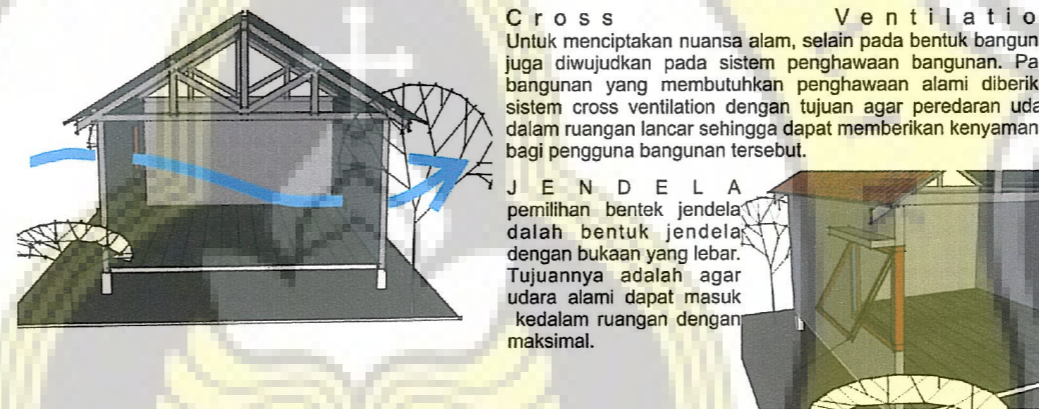 Cross Ventilatio
Untuk menciptakan nuansa alam, selain pada bentuk bangun
juga diwujudkan pada sistem penghawaan bangunan. Pa
bangunan yang membutuhkan penghawaan alami diberik
sistem cross ventilation dengan tujuan agar peredaran uda
dalam ruangan lancar sehingga dapat memberikan kenyaman
bagi pengguna bangunan tersebut.
JENDELA
pemilihan bentek jendela
dalah bentuk jendela
dengan bukaan yang lebar.
Tujuannya adalah agar
udara alami dapat masuk
kedalam ruangan dengan
maksimal.